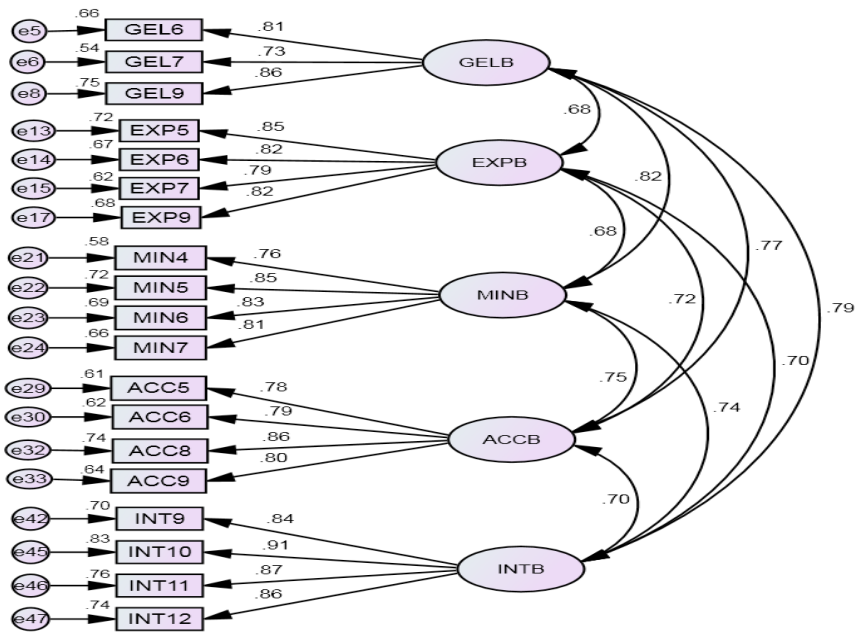 e5 .66 GEL6 .81
e6 .54 GEL7 .73 GELB
e8 .75 GEL9 .86
.68
e13 .72 EXP5 .85
e14 .67 EXP6 .82 EXPB
e15 .62 EXP7 .79
e17 .68 EXP9 .82
.82
.68
.77
e21 .58 MIN4 .76
e22 .72 MIN5 .85 MINB
e23 .69 MIN6 .83
e24 .66 MIN7 .81
.72
.79
.70
.75
.74
e29 .61 ACC5 .78
e30 .62 ACC6 .79
e32 .74 ACC8 .86 ACCB
e33 .64 ACC9 .80
.70
e42 .70 INT9 .84
e45 .83 INT10 .91
e46 .76 INT11 .87 INTB
e47 .74 INT12 .86